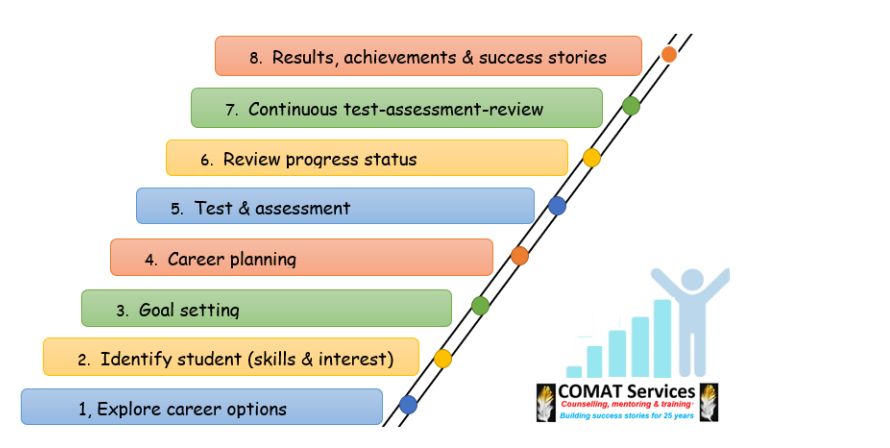 8. Results, achievements & success stories
7. Continuous test-assessment-review
6. Review progress status
5. Test & assessment
4. Career planning
3. Goal setting
2. Identify student (skills & interest)
1, Explore career options
COMAT Services
Counselling, mentoring & training
Building success stories for 25 years